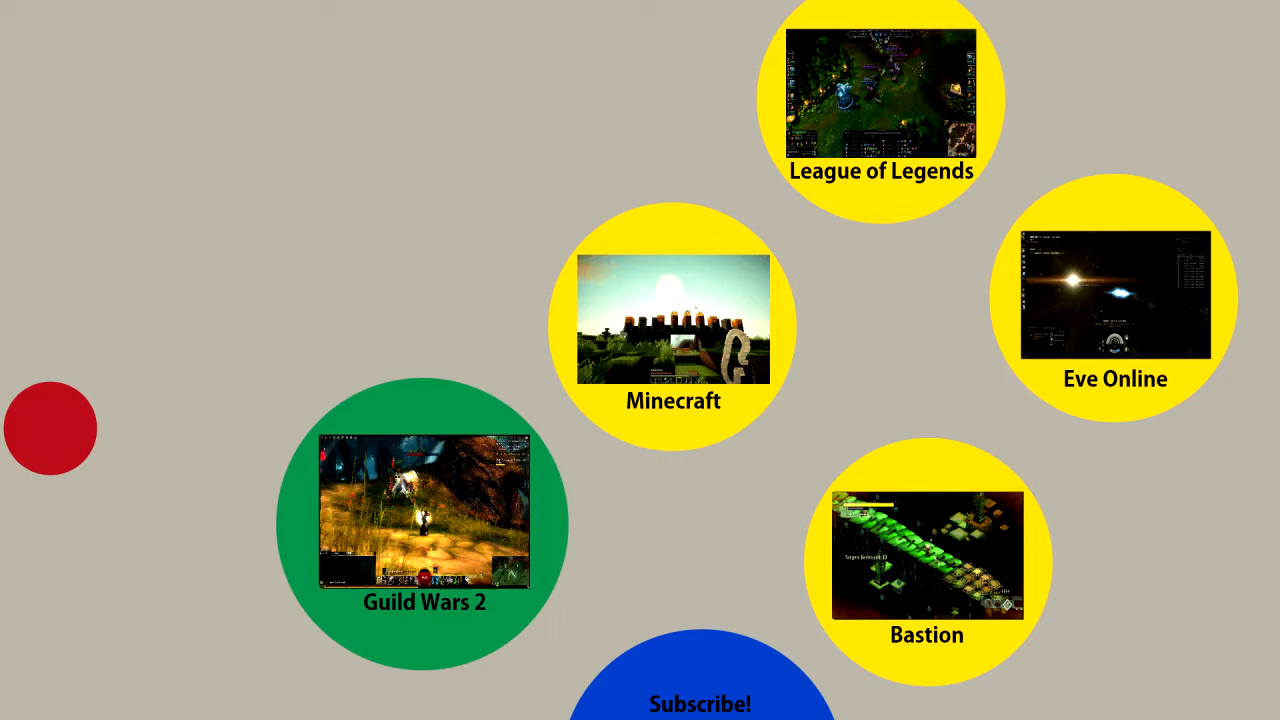 League of Legends
Eve Online
Minecraft
Guild Wars 2
Bastion
Subscribe!